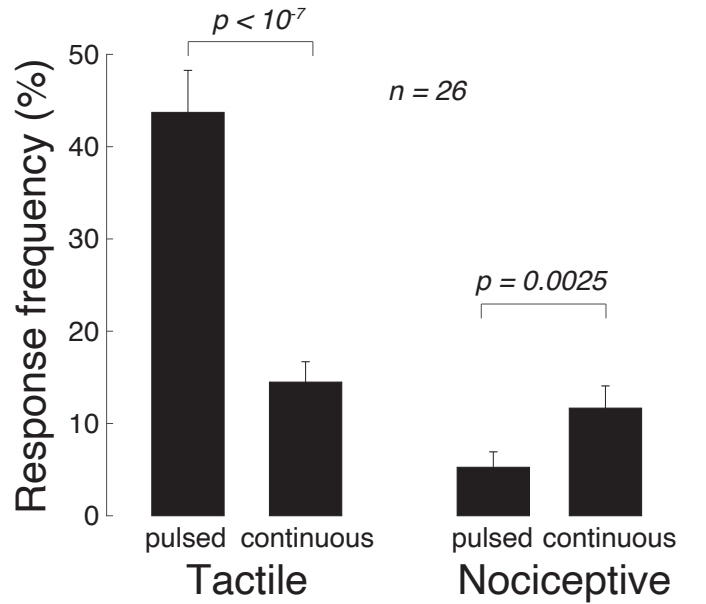 p < 10⁻⁷
n = 26
p = 0.0025
Response frequency (%)
50
40
30
20
10
0
pulsed continuous pulsed continuous
Tactile Nociceptive